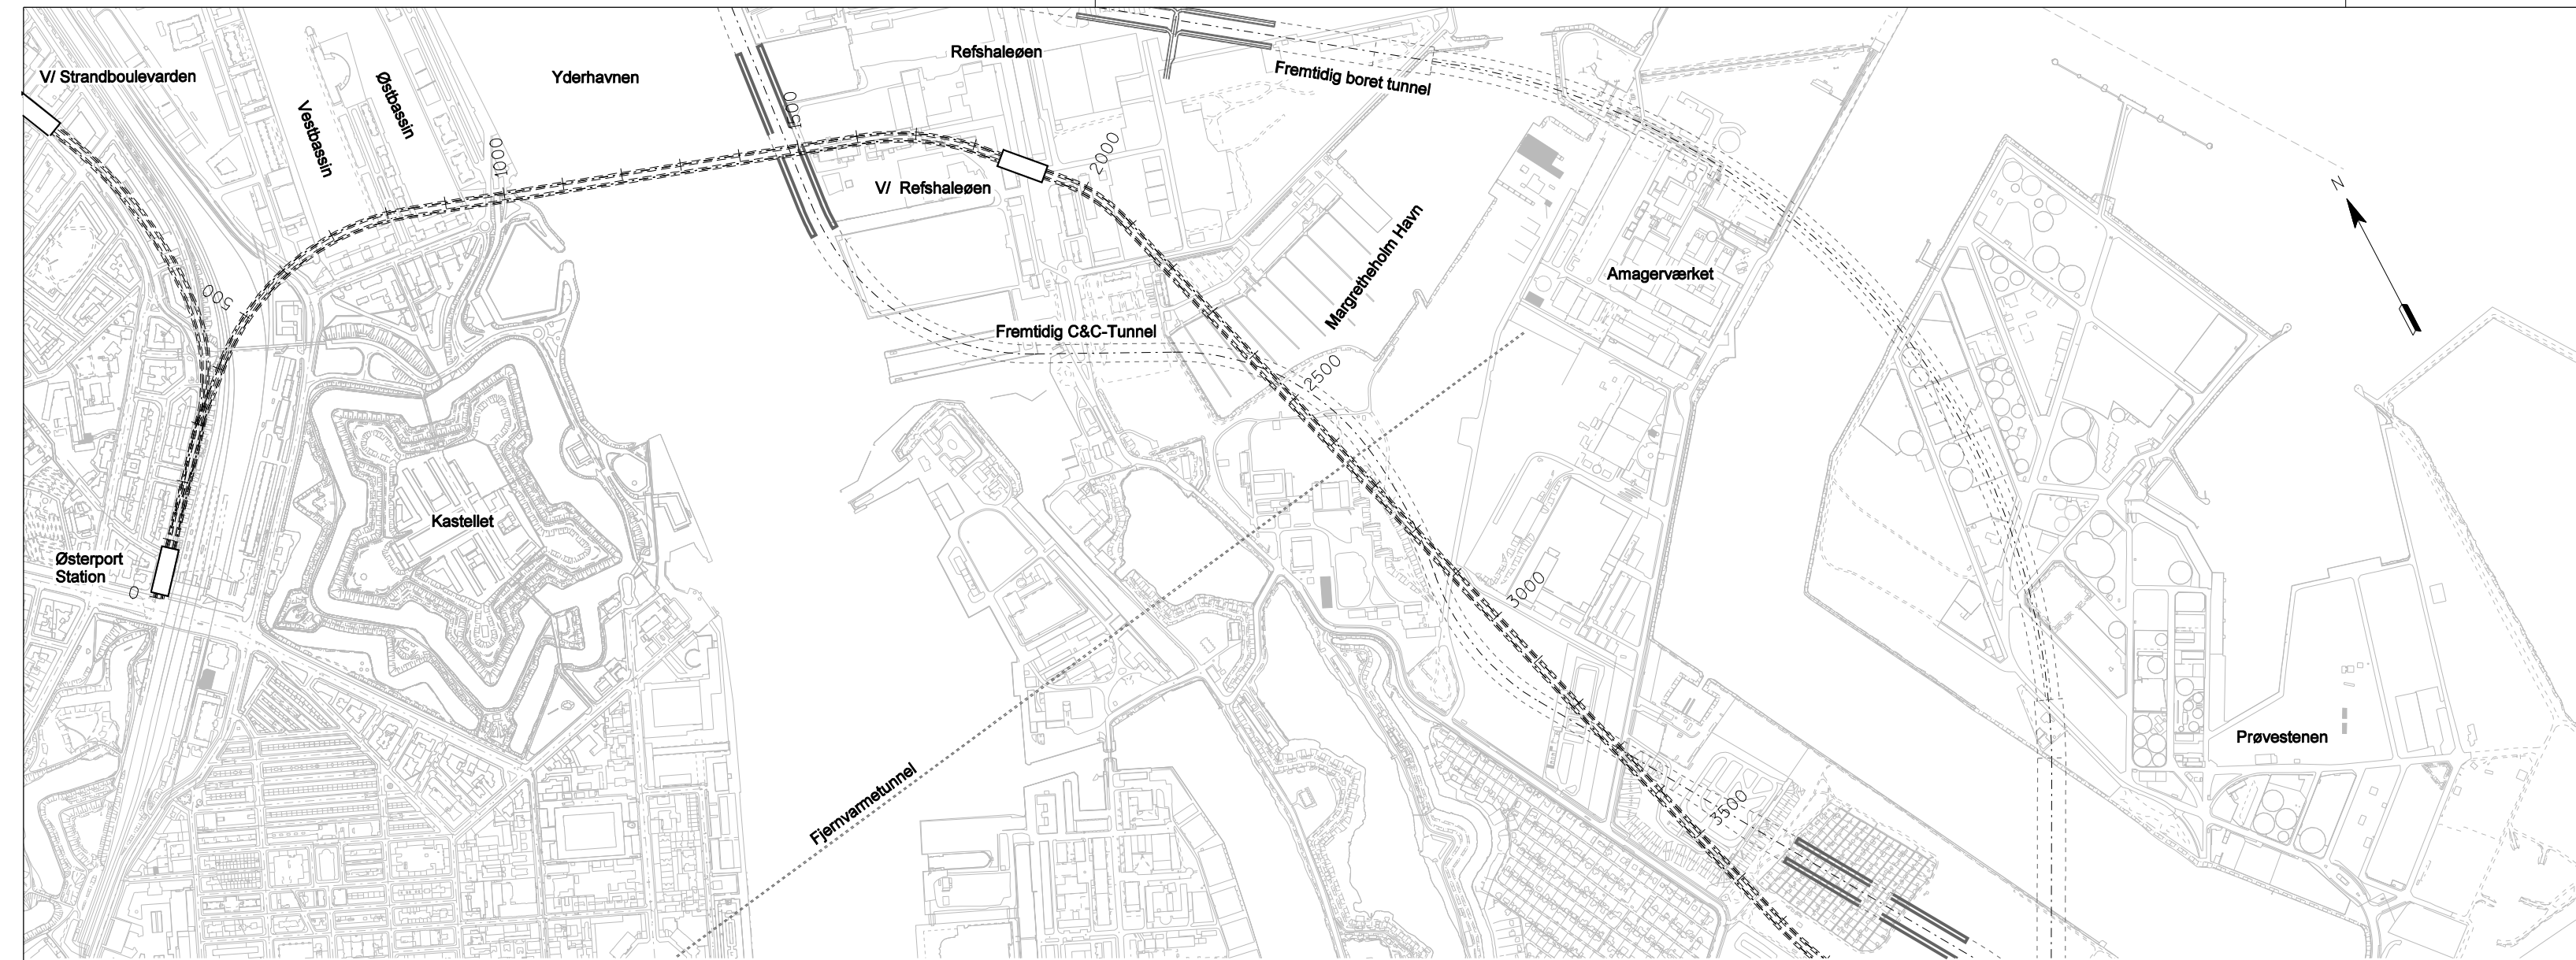 V/ Strandboulevarden
Vestbassin
Østbassin
Yderhavnen
Refshaleøen
Fremtidig boret tunnel
1500
1000
2000
V/ Refshaleøen
N
500
Margretheholm Havn
Amagerværket
Fremtidig C&C-Tunnel
2500
Kastellet
Østerport
Station
0
3000
Prøvestenen
Fjernvarmetunnel
3500